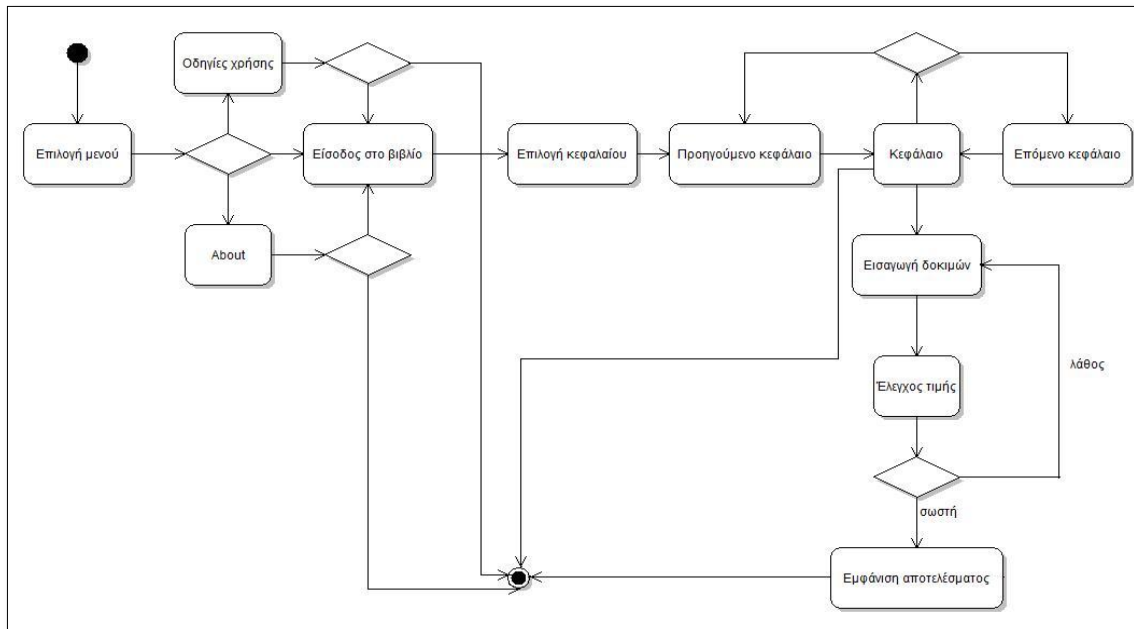 Οδηγίες χρήσης
Επιλογή μενού
Είσοδος στο βιβλίο
Επιλογή κεφαλαίου
Προηγούμενο κεφάλαιο
Κεφάλαιο
Επόμενο κεφάλαιο
About
Εισαγωγή δοκιμών
λάθος
Έλεγχος τιμής
σωστή
Εμφάνιση αποτελέσματος